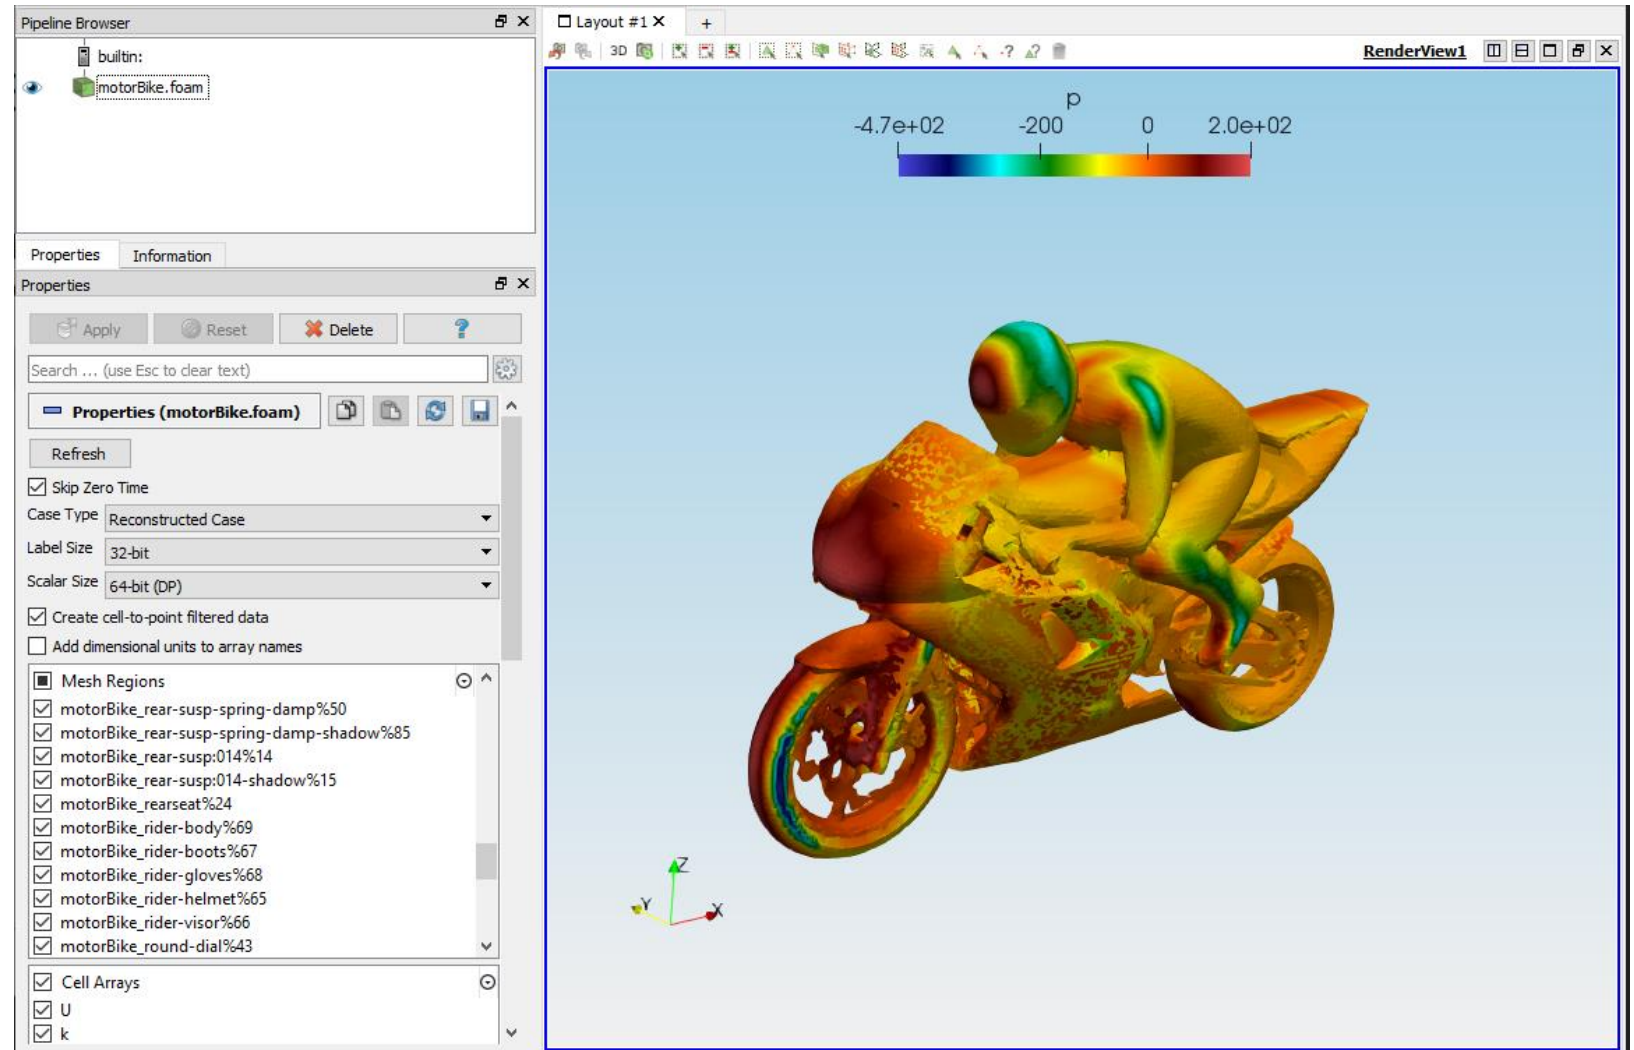 Pipeline Browser
builtin:
motorBike.foam
Properties Information
Properties
Apply Reset Delete ?
Search ... (use Esc to clear text)
Properties (motorBike.foam)
Refresh
Skip Zero Time
Case Type Reconstructed Case
Label Size 32-bit
Scalar Size 64-bit (DP)
Create cell-to-point filtered data
Add dimensional units to array names
Mesh Regions
motorBike_rear-susp-spring-damp%50
motorBike_rear-susp-spring-damp-shadow%85
motorBike_rear-susp:014%14
motorBike_rear-susp:014-shadow%15
motorBike_rearseat%24
motorBike_rider-body%69
motorBike_rider-boots%67
motorBike_rider-gloves%68
motorBike_rider-helmet%65
motorBike_rider-visor%66
motorBike_round-dial%43
Cell Arrays
U
k
Layout #1 +
3D ? ? RenderView1
p
-4.7e+02 -200 0 2.0e+02
Z
Y X